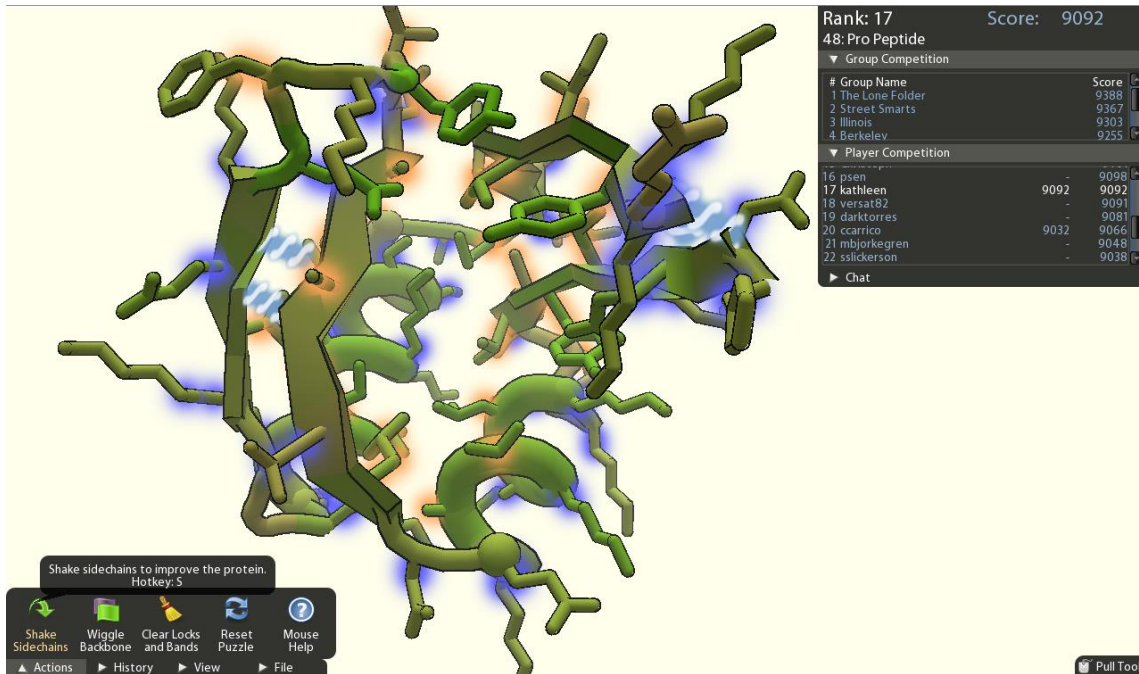 Rank: 17 Score: 9092
48: Pro Peptide
▼ Group Competition
# Group Name Score
1 The Lone Folder 9388
2 Street Smarts 9367
3 Illinois 9303
4 Berkeley 9255
▼ Player Competition
16 psen - 9098
17 kathleen 9092 9092
18 versat82 - 9091
19 darktorres - 9081
20 ccarrico 9032 9066
21 mbjorkegren - 9048
22 sslickerson - 9038
▶ Chat
Shake sidechains to improve the protein.
Hotkey: S
Shake Sidechains
Wiggle Backbone
Clear Locks and Bands
Reset Puzzle
Mouse Help
▲ Actions ▶ History ▶ View ▶ File
Pull Tool